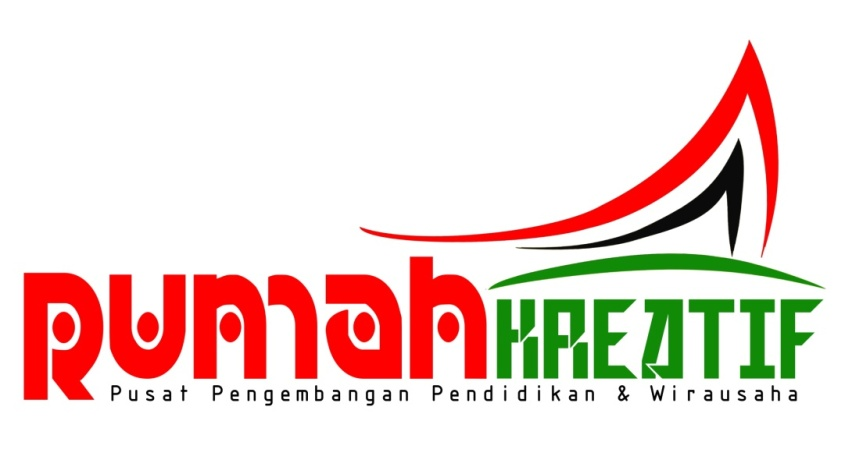 Rumah KREATIF
Pusat Pengembangan Pendidikan & Wirausaha